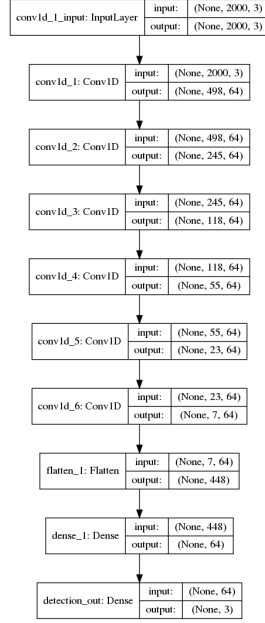 conv1d_1_input: InputLayer input: (None, 2000, 3)
output: (None, 2000, 3)
conv1d_1: Conv1D input: (None, 2000, 3)
output: (None, 498, 64)
conv1d_2: Conv1D input: (None, 498, 64)
output: (None, 245, 64)
conv1d_3: Conv1D input: (None, 245, 64)
output: (None, 118, 64)
conv1d_4: Conv1D input: (None, 118, 64)
output: (None, 55, 64)
conv1d_5: Conv1D input: (None, 55, 64)
output: (None, 23, 64)
conv1d_6: Conv1D input: (None, 23, 64)
output: (None, 7, 64)
flatten_1: Flatten input: (None, 7, 64)
output: (None, 448)
dense_1: Dense input: (None, 448)
output: (None, 64)
detection_out: Dense input: (None, 64)
output: (None, 3)